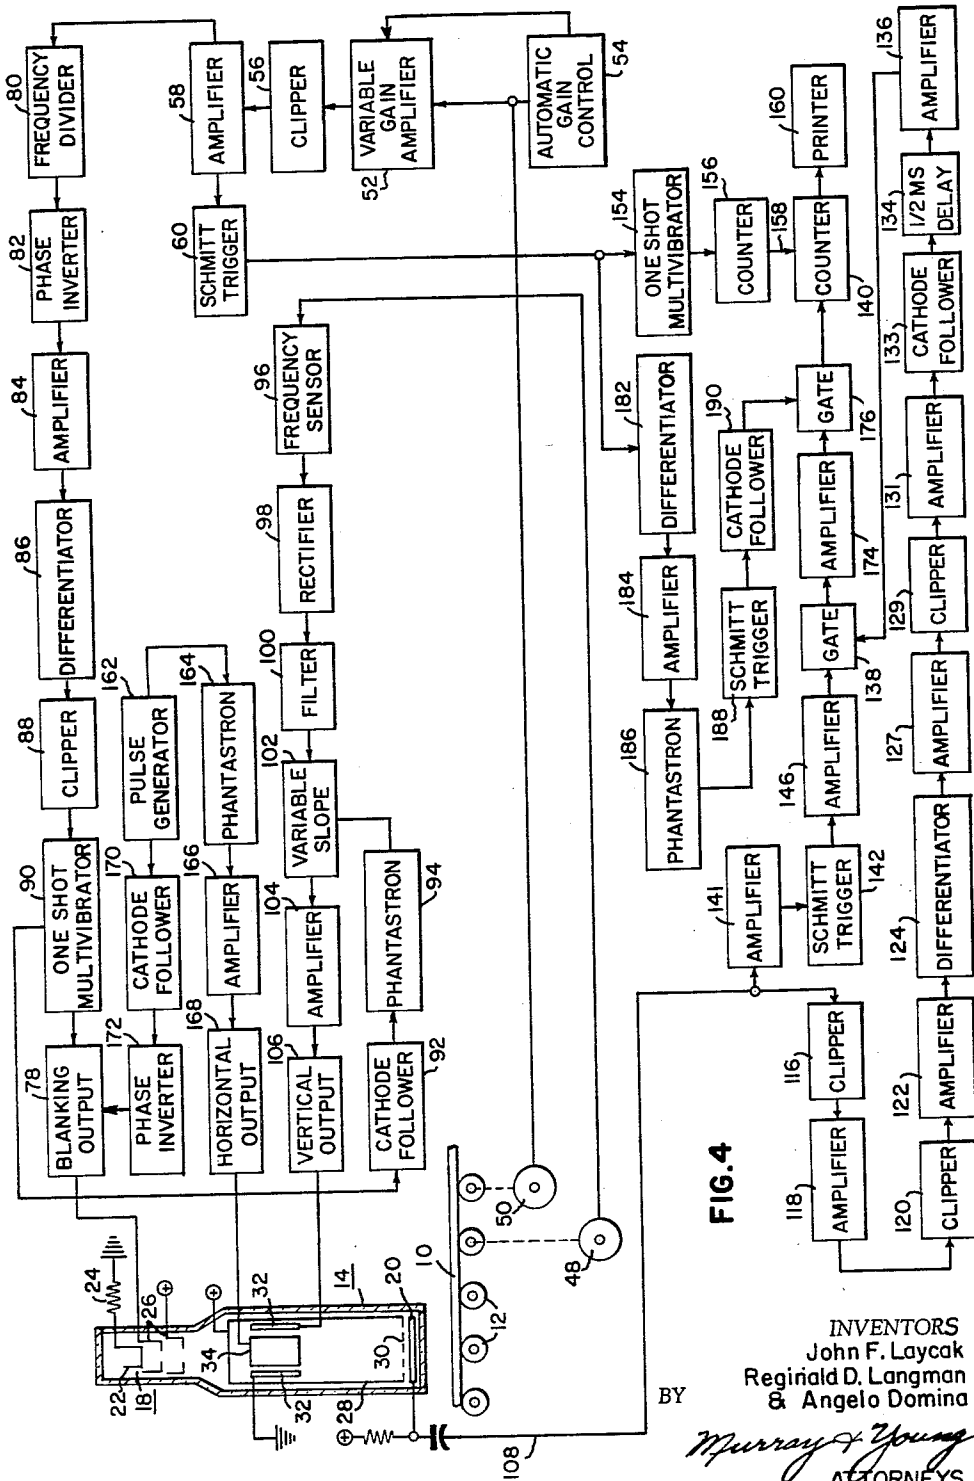 80
FREQUENCY
DIVIDER
82
PHASE
INVERTER
84
AMPLIFIER
86
DIFFERENTIATOR
88
CLIPPER
90
ONE SHOT
MULTIVIBRATOR
78
BLANKING
OUTPUT
58
AMPLIFIER
56
CLIPPER
VARIABLE
GAIN
AMPLIFIER
52
AUTOMATIC
GAIN
CONTROL
54
60
SCHMITT
TRIGGER
162
PULSE
GENERATOR
170
CATHODE
FOLLOWER
172
PHASE
INVERTER
164
PHANTASTRON
166
AMPLIFIER
168
HORIZONTAL
OUTPUT
96
FREQUENCY
SENSOR
98
RECTIFIER
100
FILTER
102
VARIABLE
SLOPE
104
AMPLIFIER
106
VERTICAL
OUTPUT
PHANTASTRON
94
CATHODE
FOLLOWER
92
24
26
22
18
14
32
34
32
30
28
20
10
12
50
48
108
154
ONE SHOT
MULTIVIBRATOR
156
COUNTER
158
COUNTER
140
160
PRINTER
182
DIFFERENTIATOR
184
AMPLIFIER
186
PHANTASTRON
188
SCHMITT
TRIGGER
190
CATHODE
FOLLOWER
GATE
176
AMPLIFIER
174
GATE
138
146
AMPLIFIER
141
AMPLIFIER
SCHMITT
TRIGGER
142
116
CLIPPER
118
AMPLIFIER
120
CLIPPER
122
AMPLIFIER
124
DIFFERENTIATOR
127
AMPLIFIER
129
CLIPPER
131
AMPLIFIER
133
CATHODE
FOLLOWER
134
1/2 MS
DELAY
136
AMPLIFIER
FIG.4
INVENTORS
John F. Laycak
Reginald D. Langman
& Angelo Domina
BY
Murray & Young
ATTORNEYS